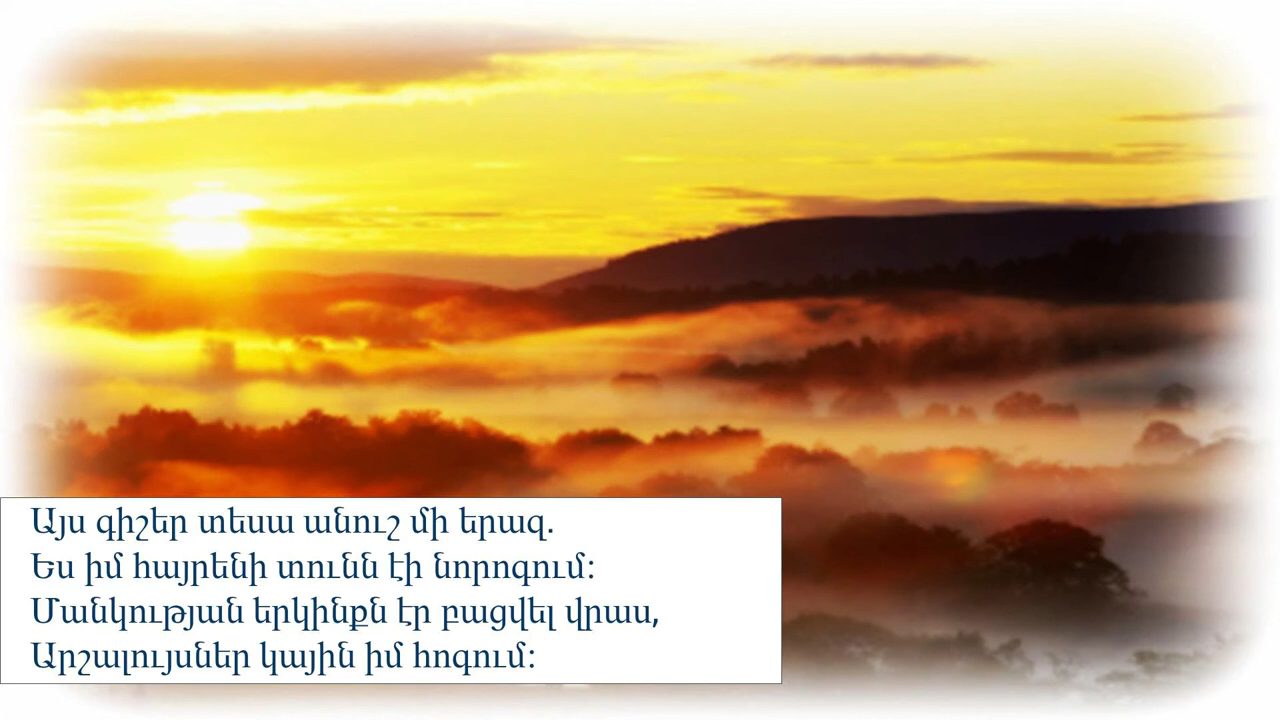 Այս գիշեր տեսա անուշ մի երազ.
Ես իմ հայրենի տունն էի նորոգում:
Մանկության երկինքն էր բացվել վրաս,
Արշալույսներ կային իմ հոգում: